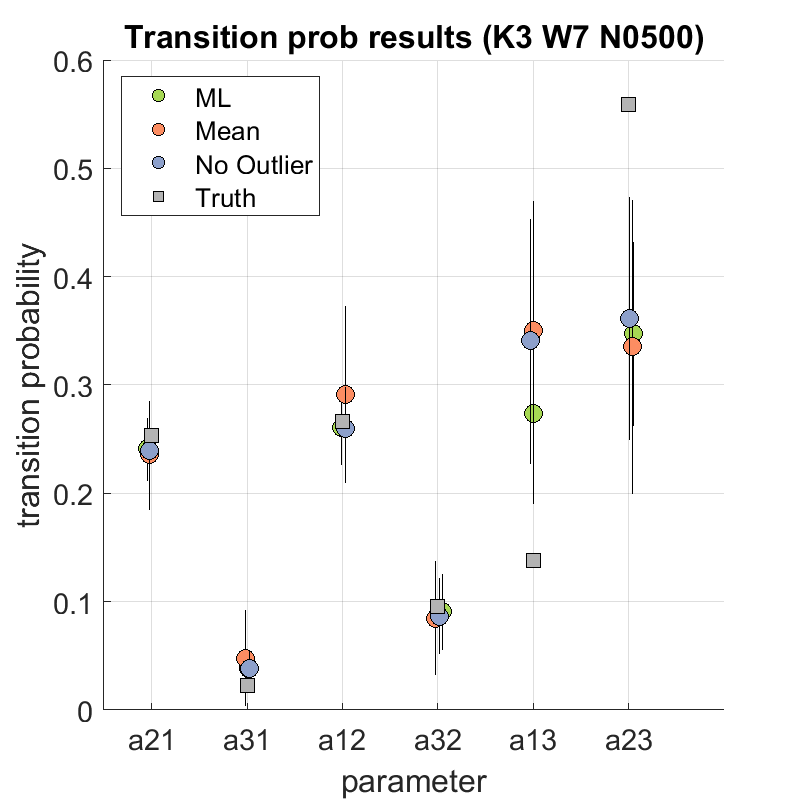 Transition prob results (K3 W7 N0500)
ML
Mean
No Outlier
Truth
transition probability
0.6
0.5
0.4
0.3
0.2
0.1
0
a21 a31 a12 a32 a13 a23
parameter